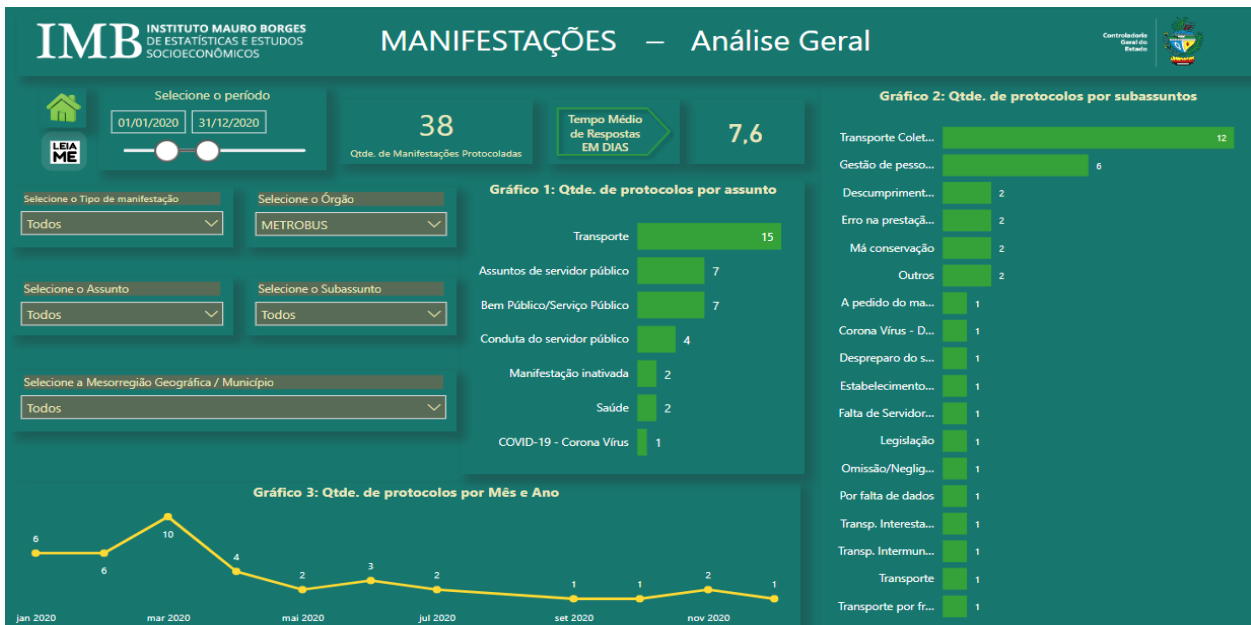 IMB INSTITUTO MAURO BORGES
DE ESTATÍSTICAS E ESTUDOS
SOCIOECONÔMICOS
MANIFESTAÇÕES – Análise Geral
Controladoria
Geral do
Estado
LEIA
ME
Selecione o período
01/01/2020 31/12/2020
38
Qtde. de Manifestações Protocoladas
Tempo Médio
de Respostas
EM DIAS
7,6
Selecione o Tipo de manifestação
Todos
Selecione o Órgão
METROBUS
Selecione o Assunto
Todos
Selecione o Subassunto
Todos
Selecione a Mesorregião Geográfica / Município
Todos
Gráfico 1: Qtde. de protocolos por assunto
Transporte 15
Assuntos de servidor público 7
Bem Público/Serviço Público 7
Conduta do servidor público 4
Manifestação inativada 2
Saúde 2
COVID-19 - Corona Vírus 1
Gráfico 2: Qtde. de protocolos por subassuntos
Transporte Colet... 12
Gestão de pesso... 6
Descumpriment... 2
Erro na prestaçã... 2
Má conservação 2
Outros 2
A pedido do ma... 1
Corona Vírus - D... 1
Despreparo do s... 1
Estabelecimento... 1
Falta de Servidor... 1
Legislação 1
Omissão/Neglig... 1
Por falta de dados 1
Transp. Interesta... 1
Transp. Intermun... 1
Transporte 1
Transporte por fr... 1
Gráfico 3: Qtde. de protocolos por Mês e Ano
6 6 10 4 2 3 2 1 1 2 1
jan 2020 mar 2020 mai 2020 jul 2020 set 2020 nov 2020